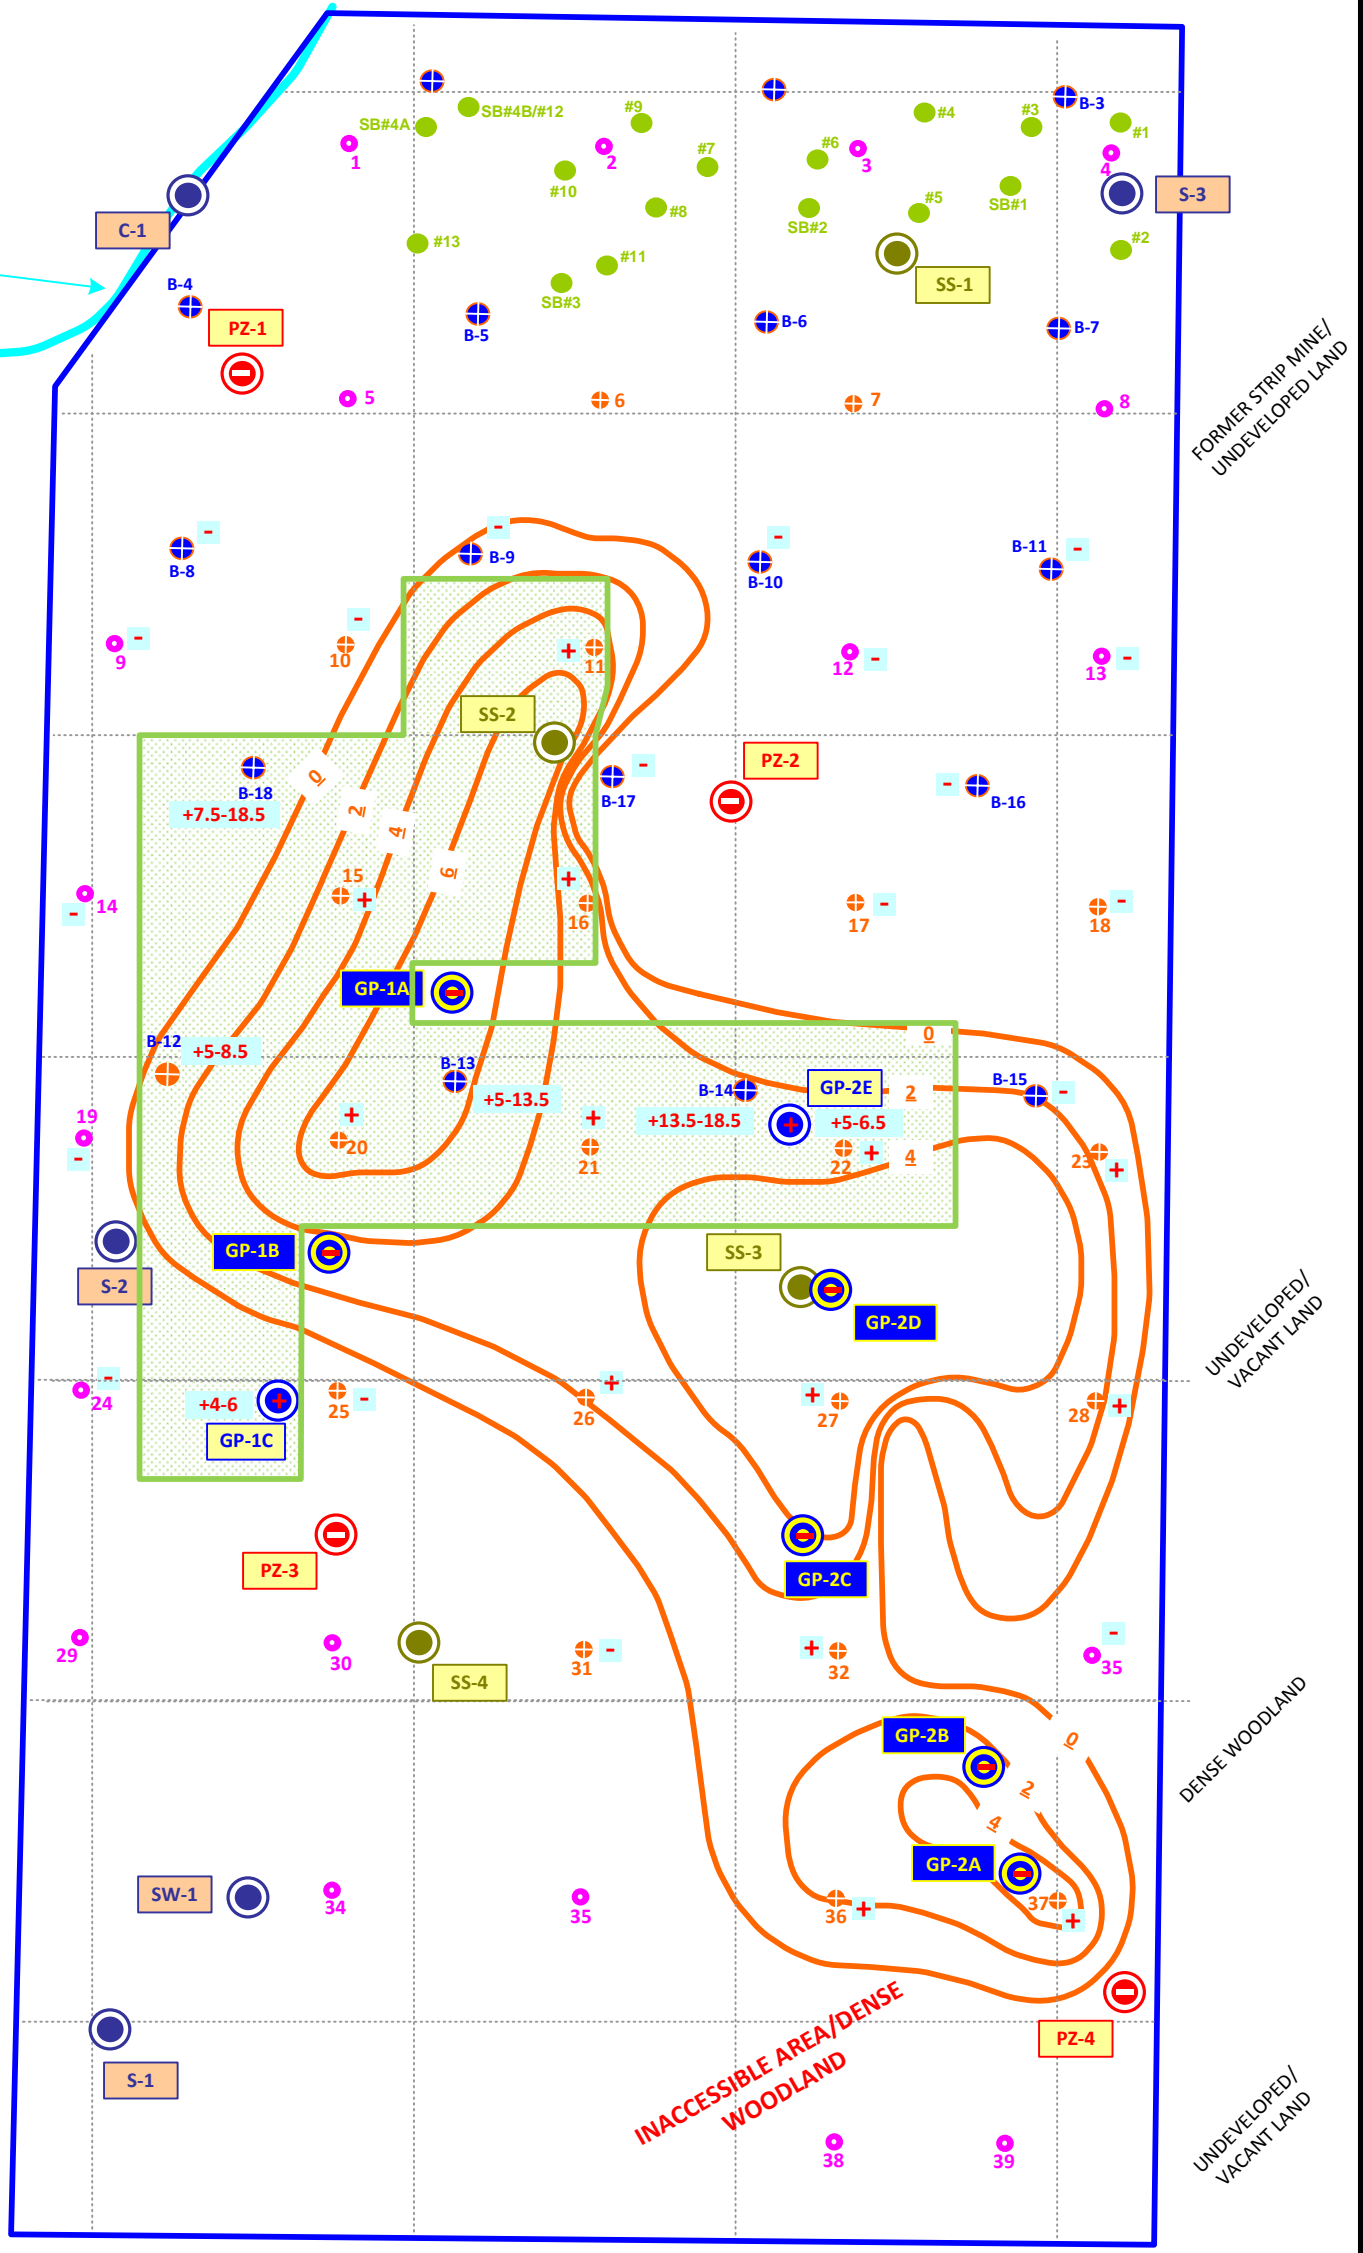 B-3
SB#4B/#12
#9
#4
#3
#1
SB#4A
1
2
#7
#6
3
4
#10
#8
SB#2
#5
SB#1
S-3
C-1
#13
#2
#11
SS-1
B-4
SB#3
PZ-1
B-5
B-6
B-7
5
6
7
8
FORMER STRIP MINE/
UNDEVELOPED LAND
-
-
-
B-11
-
B-8
B-9
B-10
-
9
-
10
+
11
12
-
13
-
SS-2
PZ-2
B-18
0
-
B-17
-
B-16
+7.5-18.5
2
4
6
15
+
+
14
-
16
17
-
18
-
GP-1A
0
B-12
+5-8.5
B-13
+5-13.5
B-14
GP-2E
2
B-15
-
19
-
+
20
+
21
+13.5-18.5
+5-6.5
22
+
4
23
+
GP-1B
SS-3
S-2
GP-2D
UNDEVELOPED/
VACANT LAND
-
24
+4-6
25
-
+
26
+
27
28
+
GP-1C
PZ-3
GP-2C
29
30
31
-
+
32
-
35
SS-4
DENSE WOODLAND
GP-2B
0
2
4
GP-2A
SW-1
34
35
36
+
37
+
INACCESSIBLE AREA/DENSE
WOODLAND
PZ-4
S-1
38
39
UNDEVELOPED/
VACANT LAND